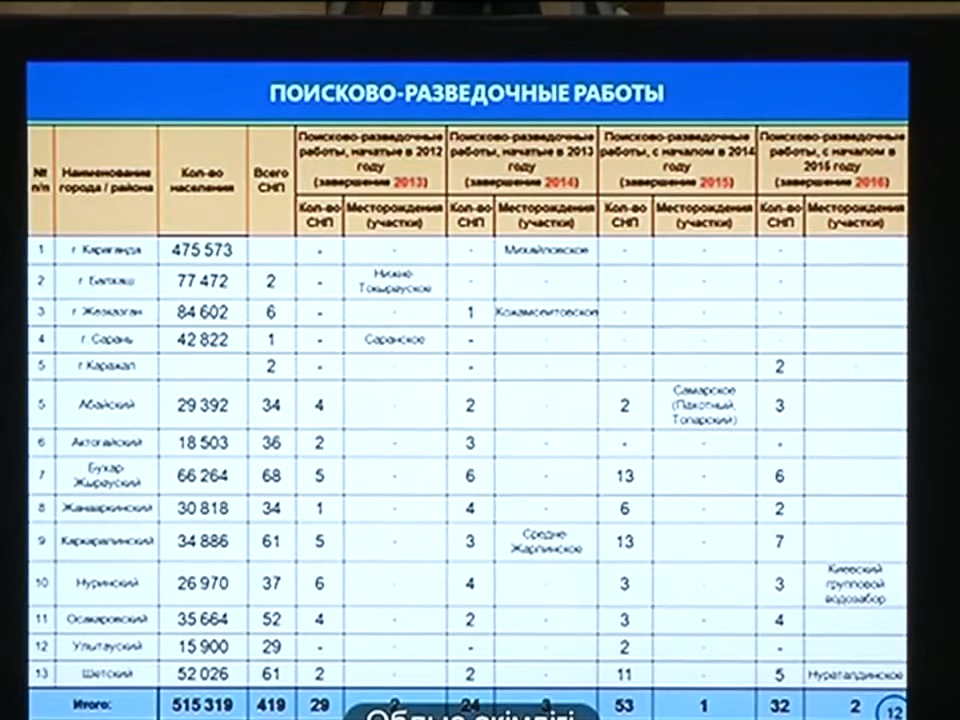 ПОИСКОВО-РАЗВЕДОЧНЫЕ РАБОТЫ
№ п/п Наименование города / района Кол-во населения Всего СНП Поисково-разведочные работы, начатые в 2012 году (завершение 2013) Поисково-разведочные работы, начатые в 2013 году (завершение 2014) Поисково-разведочные работы, с началом в 2014 году (завершение 2015) Поисково-разведочные работы, с началом в 2015 году (завершение 2016)
Кол-во СНП Месторождения (участки) Кол-во СНП Месторождения (участки) Кол-во СНП Месторождения (участки) Кол-во СНП Месторождения (участки)
1 г. Караганда 475 573 - - - Михайловское - - -
2 г. Балхаш 77 472 2 - Нижне-Токырауское - - - - -
3 г. Жезказган 84 602 6 - - 1 Кожамсеитовское - - -
4 г. Сарань 42 822 1 - Саранское - - - - -
5 г. Каражал 2 - - - - - - 2 -
5 Абайский 29 392 34 4 - 2 - 2 Самарское (Пахотный, Топарский) 3
6 Актогайский 18 503 36 2 - 3 - - - -
7 Бухар Жырауский 66 264 68 5 - 6 - 13 - 6
8 Жанааркинский 30 818 34 1 - 4 - 6 - 2
9 Каркаралинский 34 886 61 5 - 3 Средне-Жарлинское 13 - 7
10 Нуринский 26 970 37 6 - 4 - 3 - 3 Киевский групповой водозабор
11 Осакаровский 35 664 52 4 - 2 - 3 - 4
12 Улытауский 15 900 29 - - - - 2 - -
13 Шетский 52 026 61 2 - 2 - 11 - 5 Нураталдинское
Итого: 515 319 419 29 2 24 3 53 1 32 2
12
Облыс әкімдігі